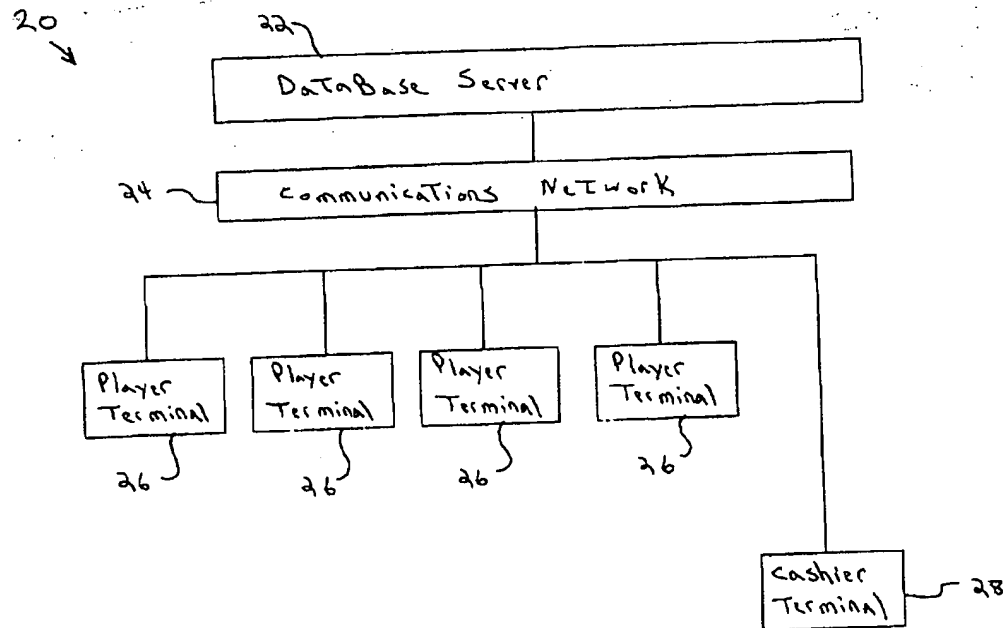 20
22
DataBase Server
24
Communications Network
Player
Terminal
Player
Terminal
Player
Terminal
Player
Terminal
26
26
26
26
Cashier
Terminal
28